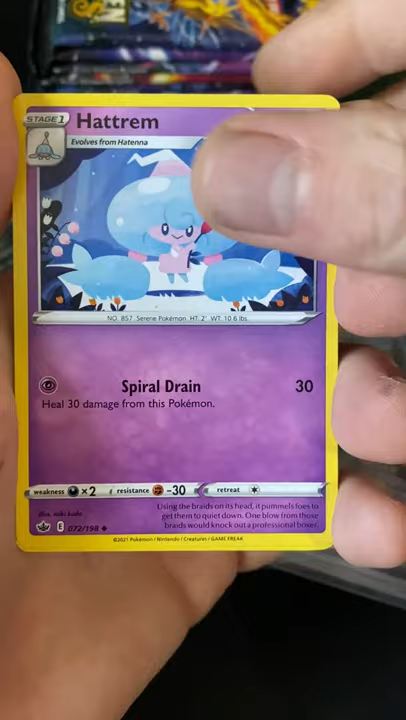 STAGE 1
Hattrem
Evolves from Hatenna
NO. 857 Serene Pokémon HT: 2' WT: 10.6 lbs
Spiral Drain 30
Heal 30 damage from this Pokémon.
weakness ×2 resistance -30 retreat
Using the braids on its head, it pummels foes to
get them to quiet down. One blow from those
braids would knock out a professional boxer.
E 072/198
©2021 Pokémon / Nintendo / Creatures / GAME FREAK